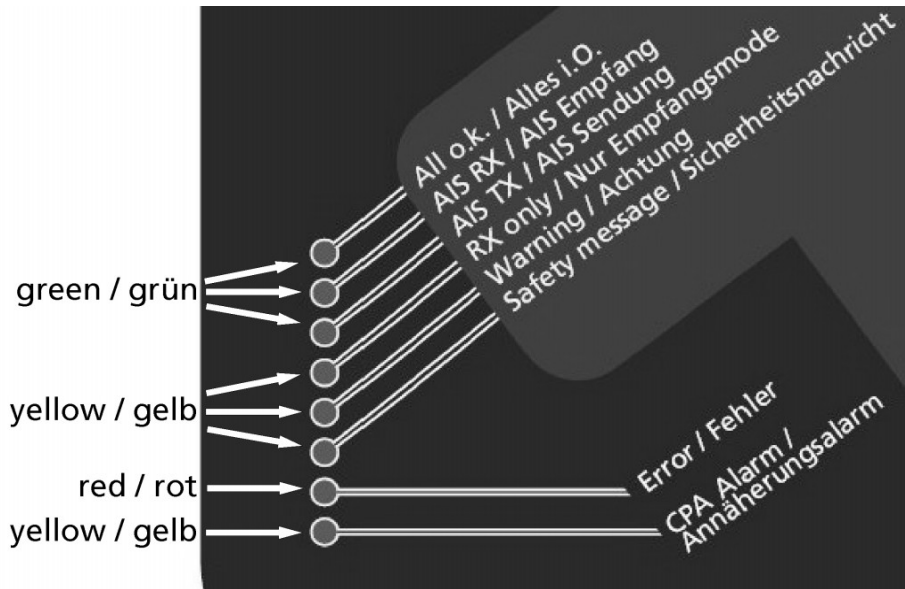 All o.k. / Alles i.O.
AIS RX / AIS Empfang
AIS TX / AIS Sendung
RX only / Nur Empfangsmode
Warning / Achtung
Safety message / Sicherheitsnachricht
green / grün
yellow / gelb
red / rot
yellow / gelb
Error / Fehler
CPA Alarm /
Annäherungsalarm